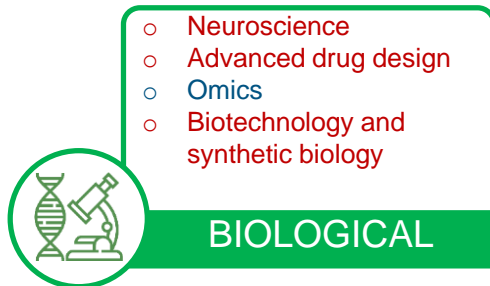 o Neuroscience
o Advanced drug design
o Omics
o Biotechnology and
synthetic biology
BIOLOGICAL